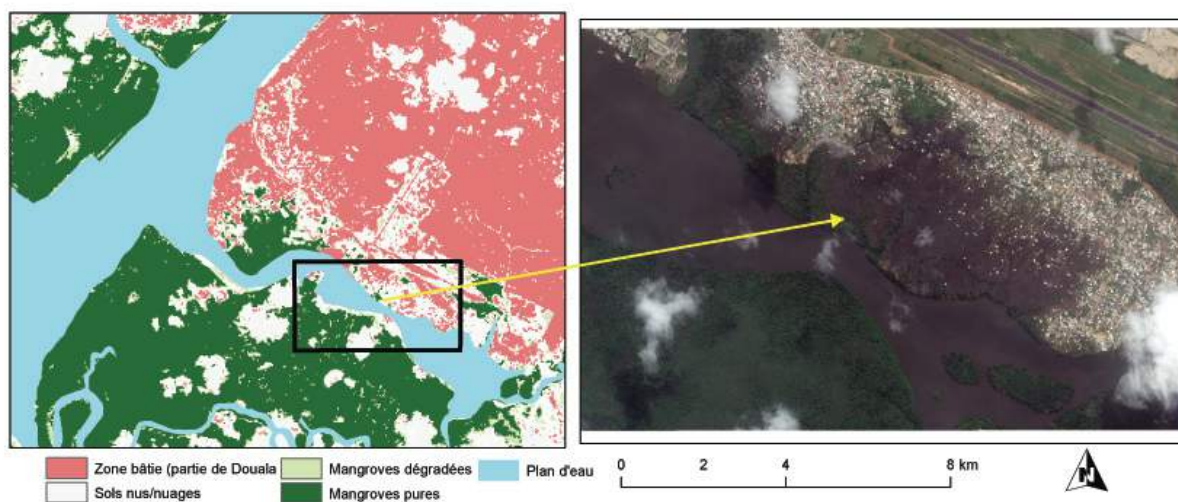 Zone bâtie (partie de Douala
Mangroves dégradées
Plan d'eau
Sols nus/nuages
Mangroves pures
0 2 4 8 km
N